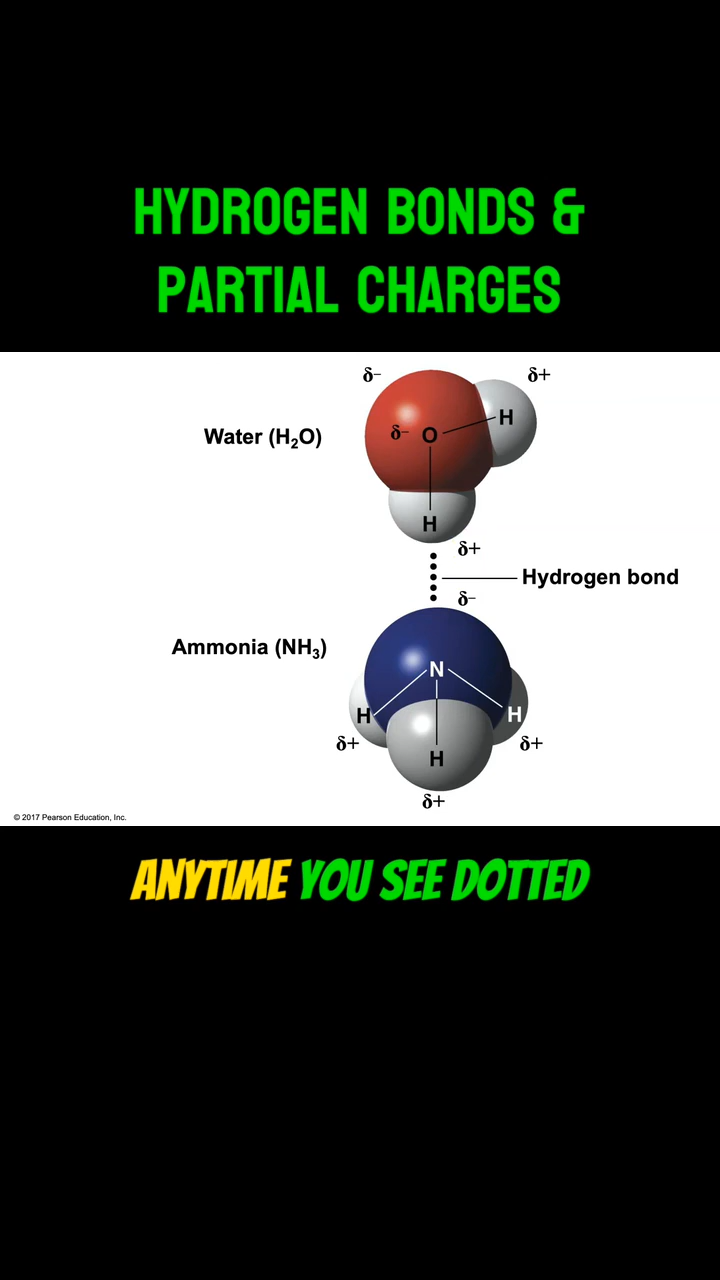 HYDROGEN BONDS &
PARTIAL CHARGES
δ− δ+
Water (H₂O)
δ− O H
H
δ+
Hydrogen bond
δ−
Ammonia (NH₃)
N
H H
δ+ δ+
H
δ+
© 2017 Pearson Education, Inc.
ANYTIME YOU SEE DOTTED